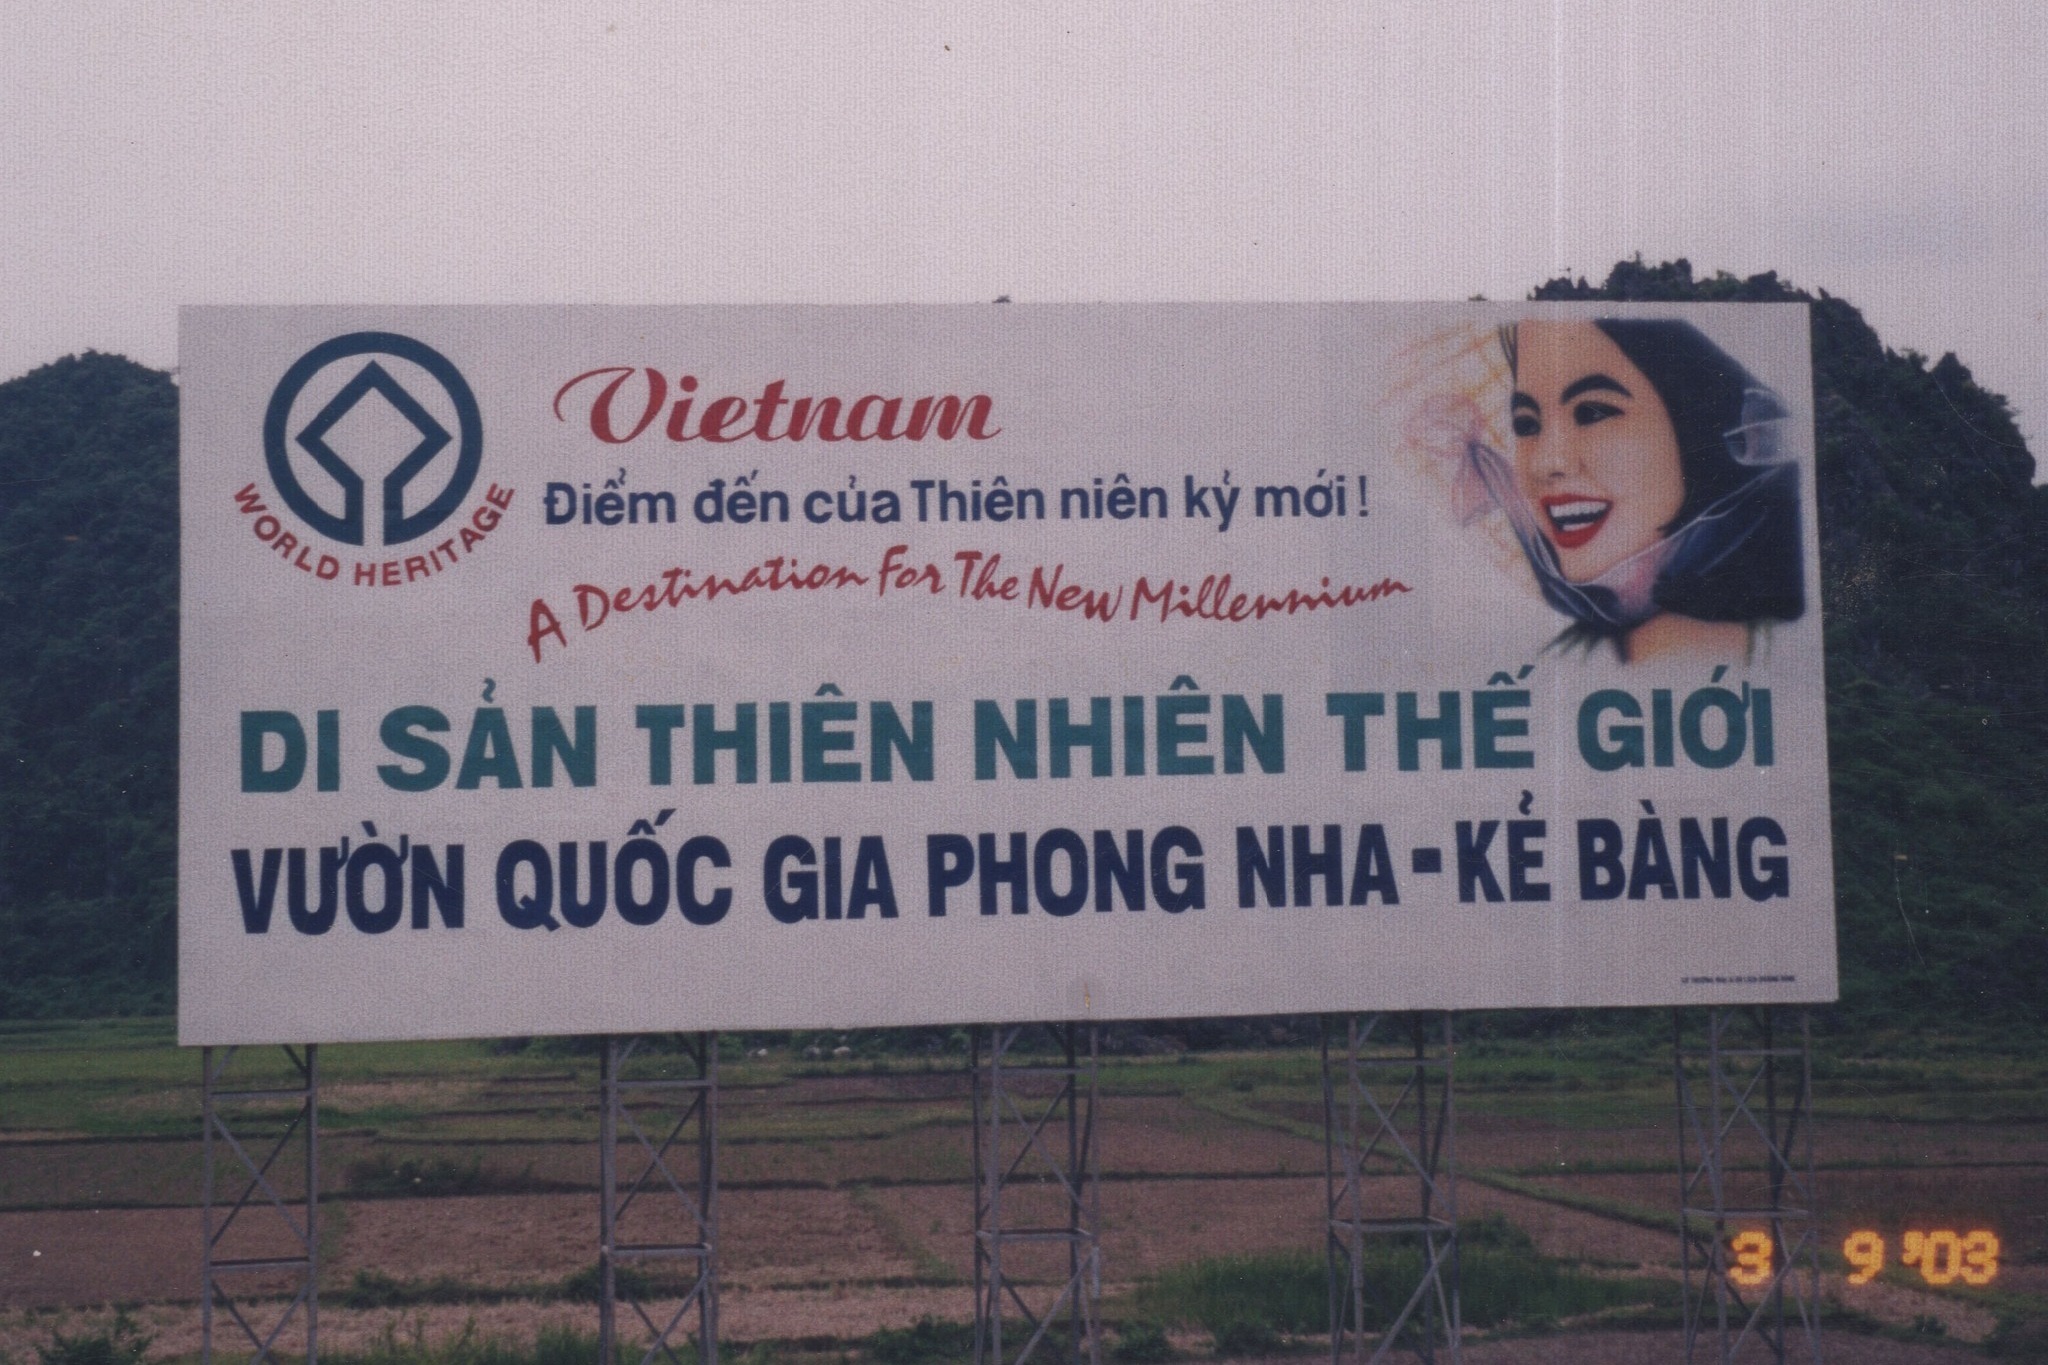 WORLD HERITAGE
Vietnam
Điểm đến của Thiên niên kỷ mới !
A Destination For The New Millennium
DI SẢN THIÊN NHIÊN THẾ GIỚI
VƯỜN QUỐC GIA PHONG NHA - KẺ BÀNG
3 9 '03